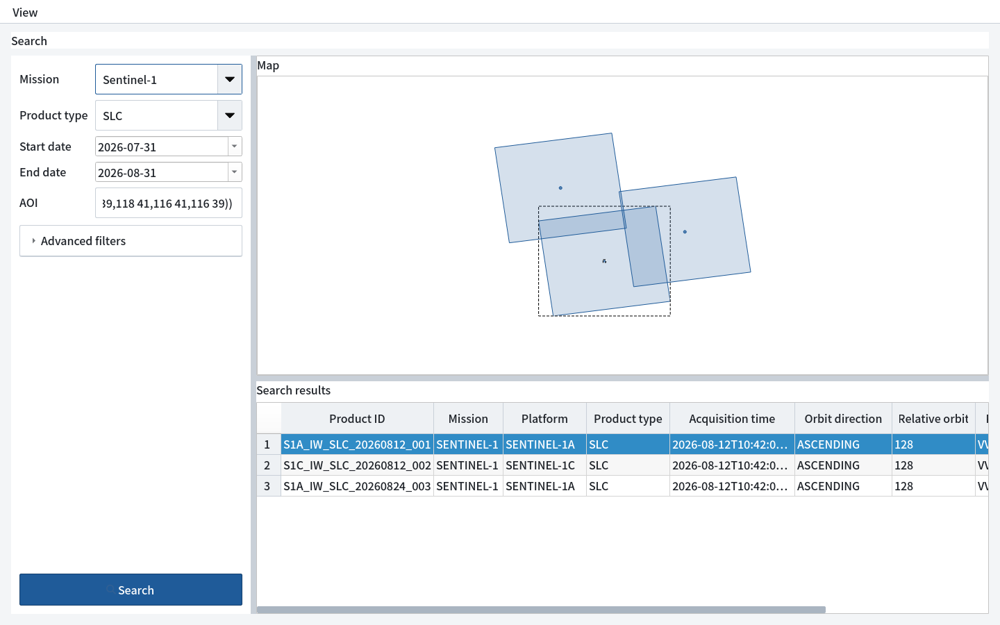 View
Search
Mission
Sentinel-1
Product type
SLC
Start date
2026-07-31
End date
2026-08-31
AOI
39,118 41,116 41,116 39))
Advanced filters
Search
Map
Search results
Product ID Mission Platform Product type Acquisition time Orbit direction Relative orbit
1 S1A_IW_SLC_20260812_001 SENTINEL-1 SENTINEL-1A SLC 2026-08-12T10:42:0... ASCENDING 128 VV
2 S1C_IW_SLC_20260812_002 SENTINEL-1 SENTINEL-1C SLC 2026-08-12T10:42:0... ASCENDING 128 VV
3 S1A_IW_SLC_20260824_003 SENTINEL-1 SENTINEL-1A SLC 2026-08-12T10:42:0... ASCENDING 128 VV